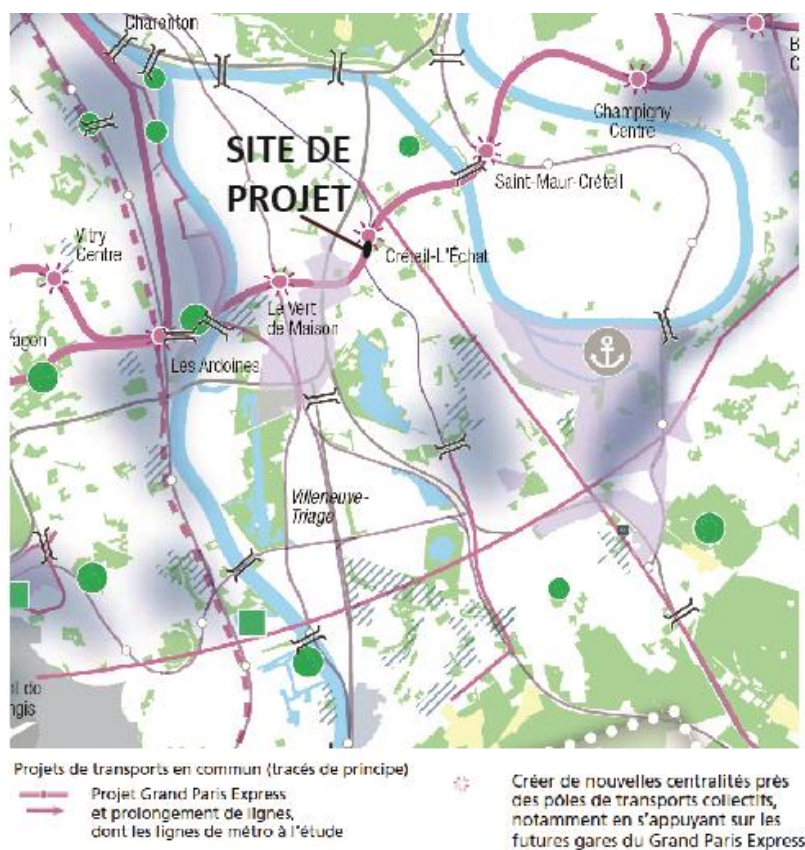 Charenton
SITE DE
PROJET
Champigny
Centre
Saint-Maur-Créteil
Vitry
Centre
Créteil-L'Échat
Le Vert
de Maison
Les Ardoines
Villeneuve-
Triage
Projets de transports en commun (tracés de principe)
Projet Grand Paris Express
et prolongement de lignes,
dont les lignes de métro à l'étude
Créer de nouvelles centralités près
des pôles de transports collectifs,
notamment en s'appuyant sur les
futures gares du Grand Paris Express